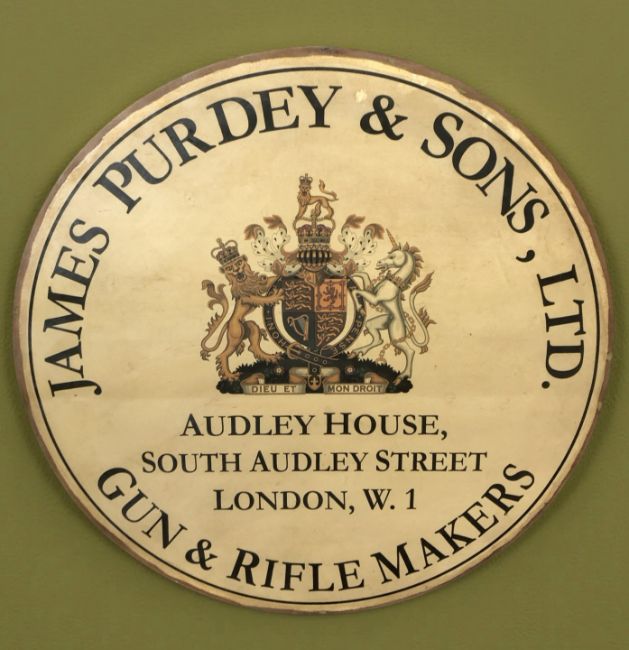 JAMES PURDEY & SONS, LTD.
DIEU ET MON DROIT
AUDLEY HOUSE,
SOUTH AUDLEY STREET
LONDON, W. 1
GUN & RIFLE MAKERS